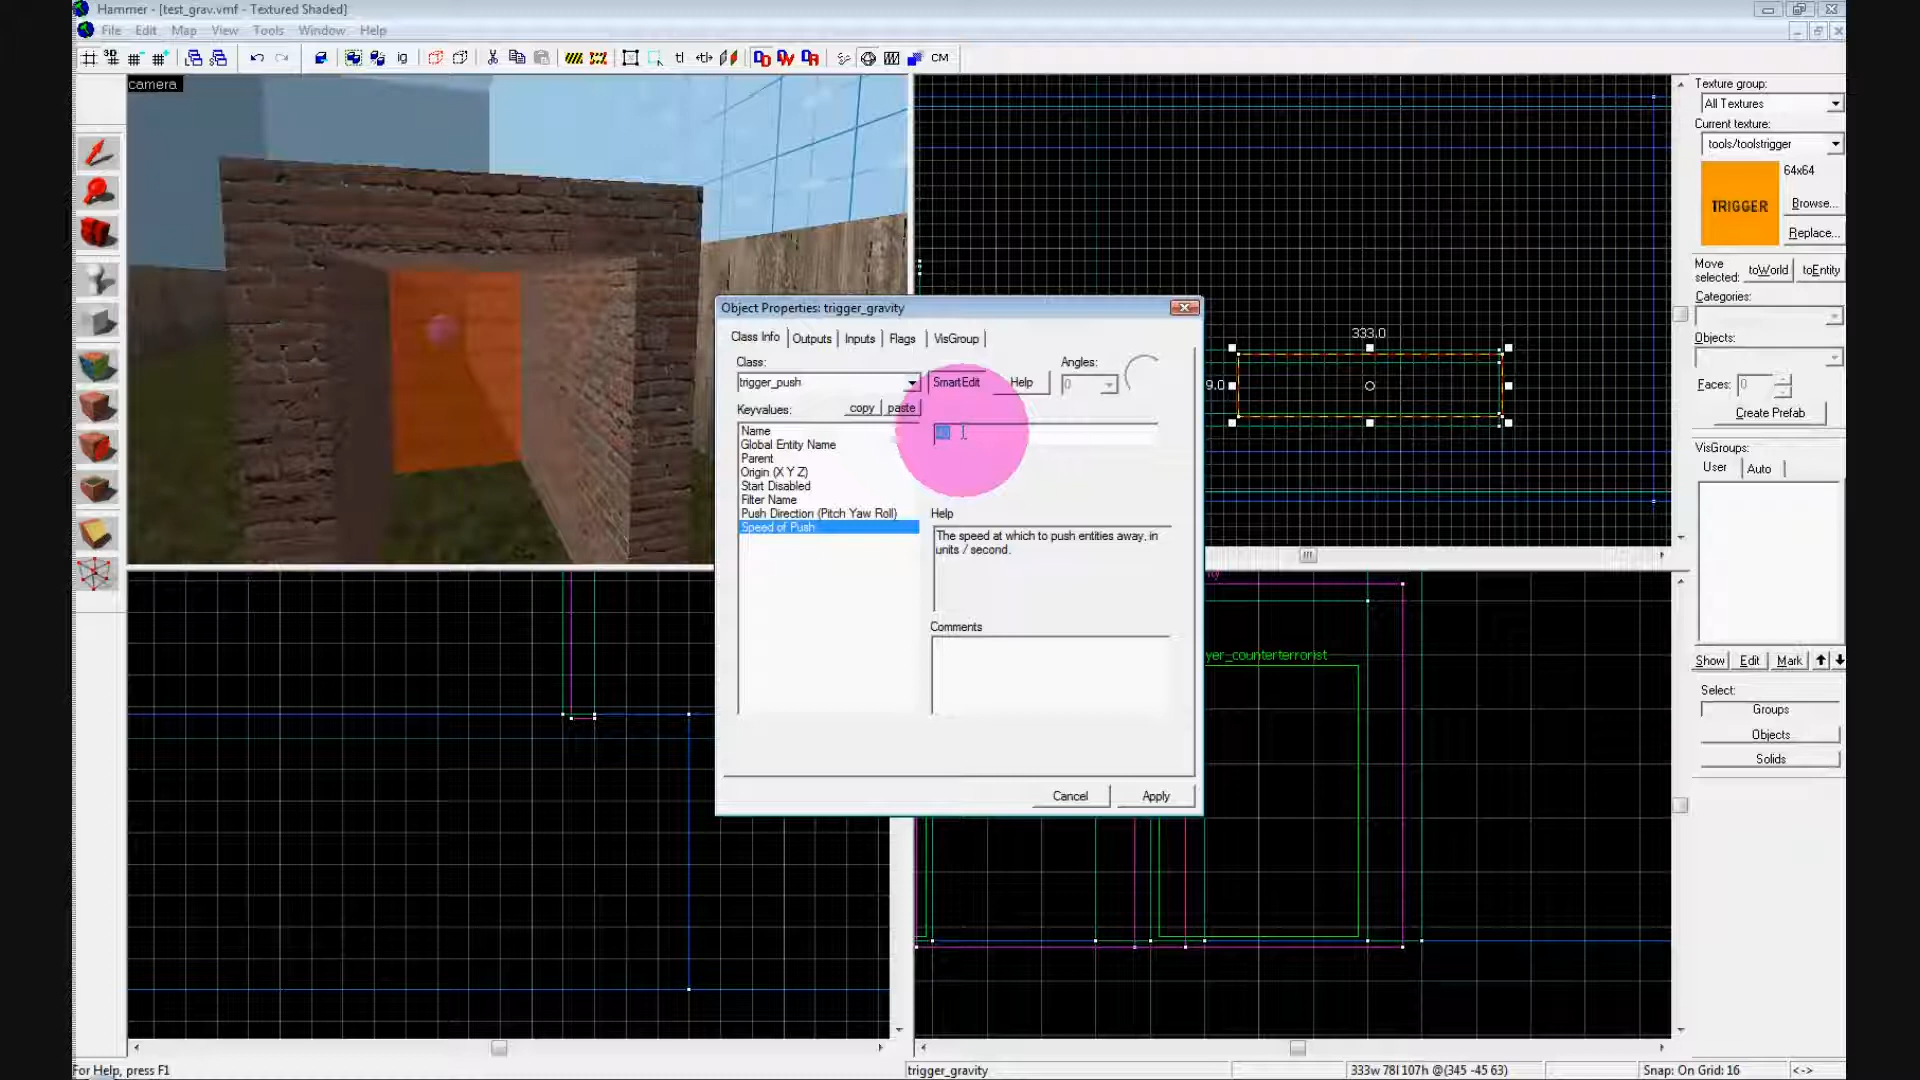 Hammer - [test_grav.vmf - Textured Shaded]
File Edit Map View Tools Window Help
3D
ig
tl
CM
camera
Texture group:
All Textures
Current texture:
tools/toolstrigger
64x64
TRIGGER
Browse...
Replace...
Move selected:
toWorld
toEntity
Categories:
Objects:
Faces: 0
Create Prefab
VisGroups:
User Auto
Show Edit Mark
Select:
Groups
Objects
Solids
333.0
9.0
Object Properties: trigger_gravity
Class Info Outputs Inputs Flags VisGroup
Class:
trigger_push
SmartEdit
Help
Angles:
0
Keyvalues:
copy paste
Name
Global Entity Name
Parent
Origin (X Y Z)
Start Disabled
Filter Name
Push Direction (Pitch Yaw Roll)
Speed of Push
Help
The speed at which to push entities away, in
units / second.
Comments
Cancel
Apply
yer_counterterrorist
For Help, press F1
trigger_gravity
333w 78l 107h @(345 -45 63)
Snap: On Grid: 16
<->